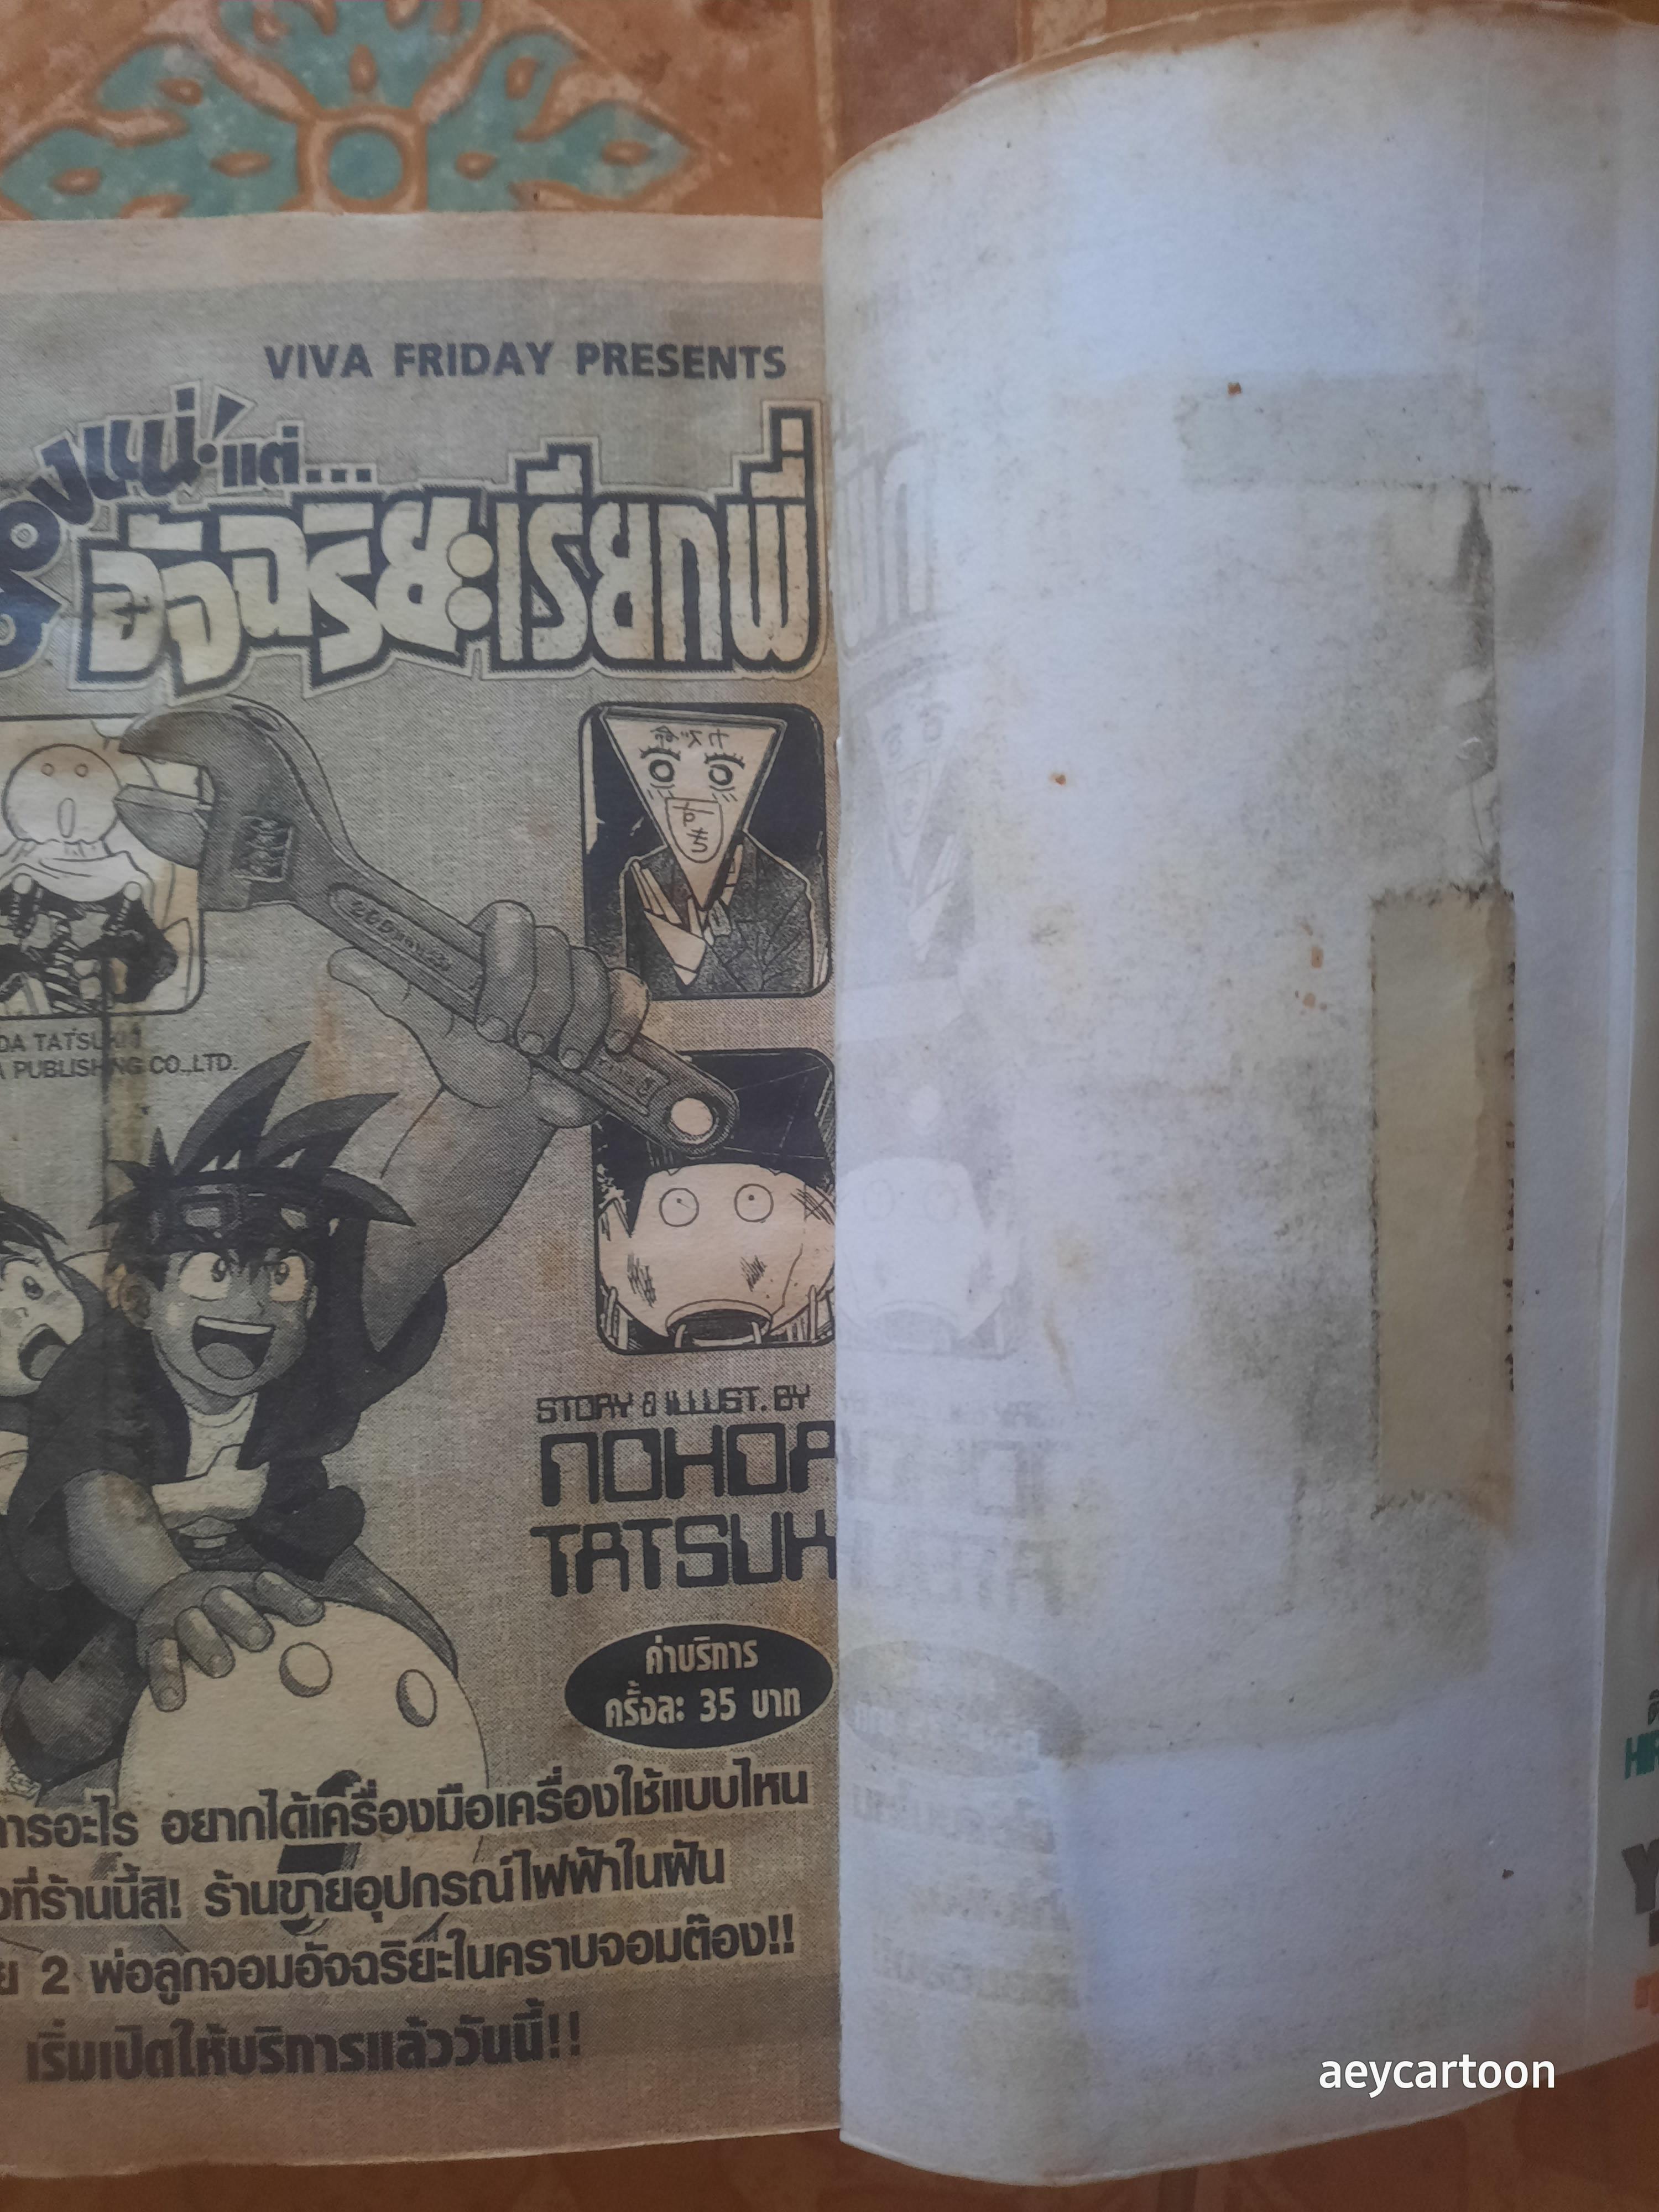 VIVA FRIDAY PRESENTS
แต่...
อัจฉริยะเรียกพี่
PUBLISHING CO.,LTD.
STORY & ILLUST. BY
NOHDA
TATSUK
ค่าบริการ
ครั้งละ 35 บาท
อยากได้เครื่องมือเครื่องใช้แบบไหน
ที่ร้านนี้สิ! ร้านขายอุปกรณ์ไฟฟ้าในฝัน
2 พ่อลูกจอมอัจฉริยะในคราบจอมต๊อง!!
เริ่มเปิดให้บริการแล้ววันนี้!!
aeycartoon